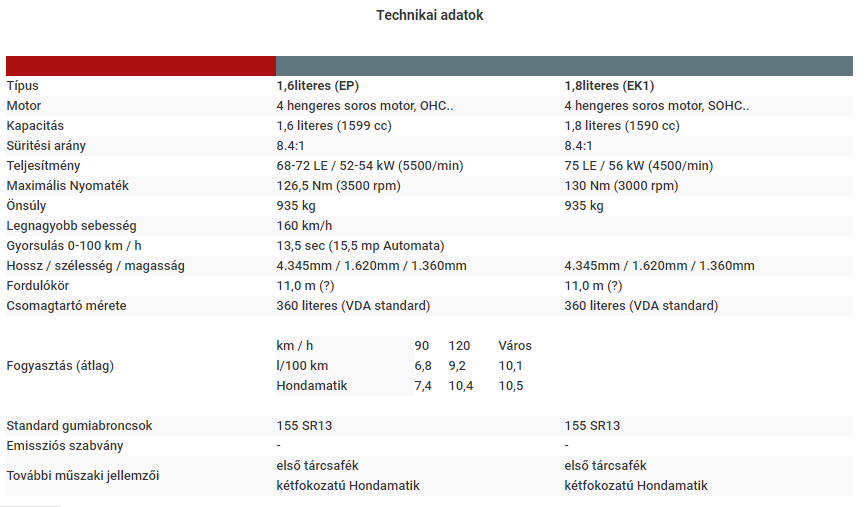 Technikai adatok
Típus 1,6literes (EP) 1,8literes (EK1)
Motor 4 hengeres soros motor, OHC.. 4 hengeres soros motor, SOHC..
Kapacitás 1,6 literes (1599 cc) 1,8 literes (1590 cc)
Süritési arány 8.4:1 8.4:1
Teljesítmény 68-72 LE / 52-54 kW (5500/min) 75 LE / 56 kW (4500/min)
Maximális Nyomaték 126,5 Nm (3500 rpm) 130 Nm (3000 rpm)
Önsúly 935 kg 935 kg
Legnagyobb sebesség 160 km/h
Gyorsulás 0-100 km / h 13,5 sec (15,5 mp Automata)
Hossz / szélesség / magasság 4.345mm / 1.620mm / 1.360mm 4.345mm / 1.620mm / 1.360mm
Fordulókör 11,0 m (?) 11,0 m (?)
Csomagtartó mérete 360 literes (VDA standard) 360 literes (VDA standard)
km / h 90 120 Város
Fogyasztás (átlag) l/100 km 6,8 9,2 10,1
Hondamatik 7,4 10,4 10,5
Standard gumiabroncsok 155 SR13 155 SR13
Emissziós szabvány - -
További műszaki jellemzői
első tárcsafék első tárcsafék
kétfokozatú Hondamatik kétfokozatú Hondamatik